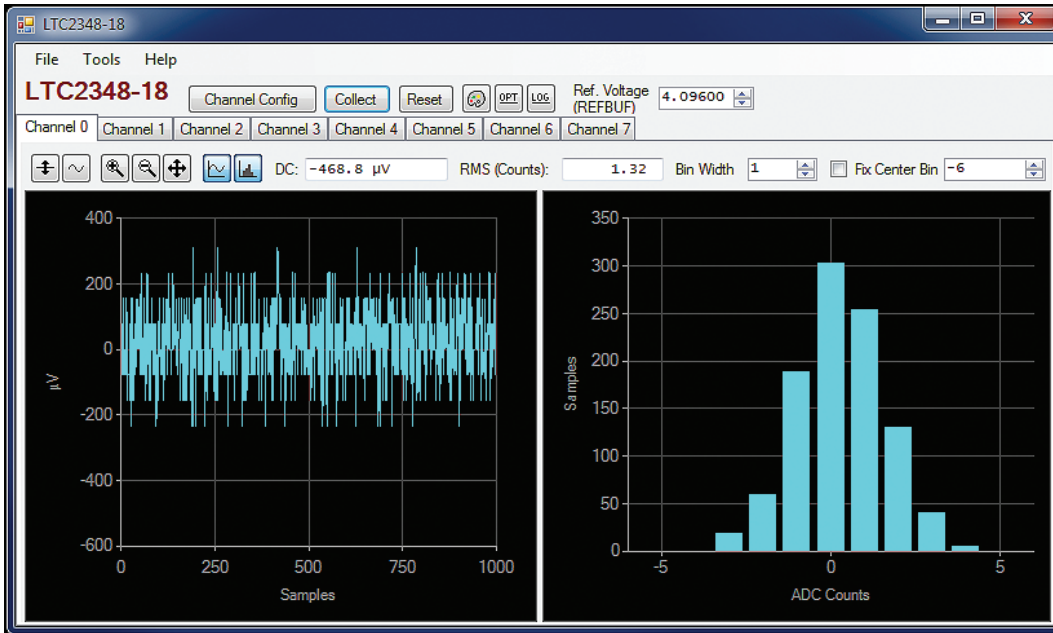 LTC2348-18
File Tools Help
LTC2348-18 Channel Config Collect Reset OPT LOG Ref. Voltage (REFBUF) 4.09600
Channel 0 Channel 1 Channel 2 Channel 3 Channel 4 Channel 5 Channel 6 Channel 7
DC: -468.8 µV RMS (Counts): 1.32 Bin Width 1 Fix Center Bin -6
400
200
0
-200
-400
-600
µV
0 250 500 750 1000
Samples
350
300
250
200
150
100
50
0
Samples
-5 0 5
ADC Counts